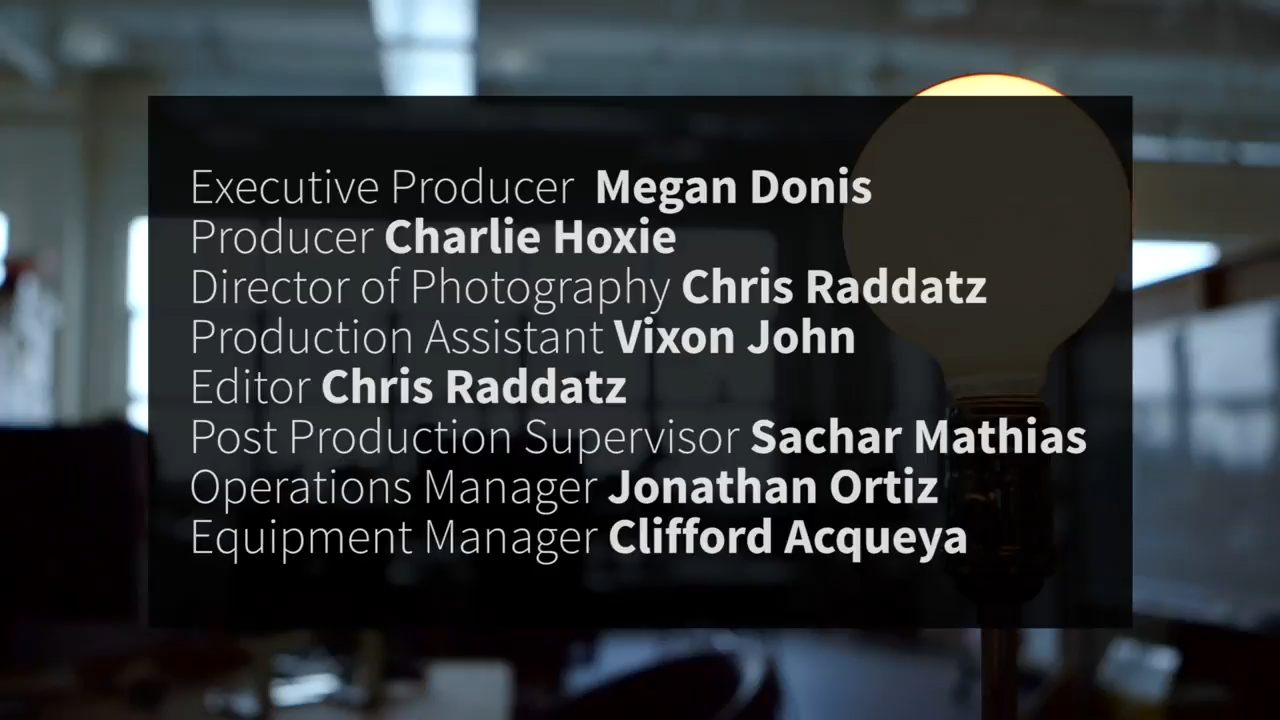 Executive Producer Megan Donis
Producer Charlie Hoxie
Director of Photography Chris Raddatz
Production Assistant Vixon John
Editor Chris Raddatz
Post Production Supervisor Sachar Mathias
Operations Manager Jonathan Ortiz
Equipment Manager Clifford Acqueya